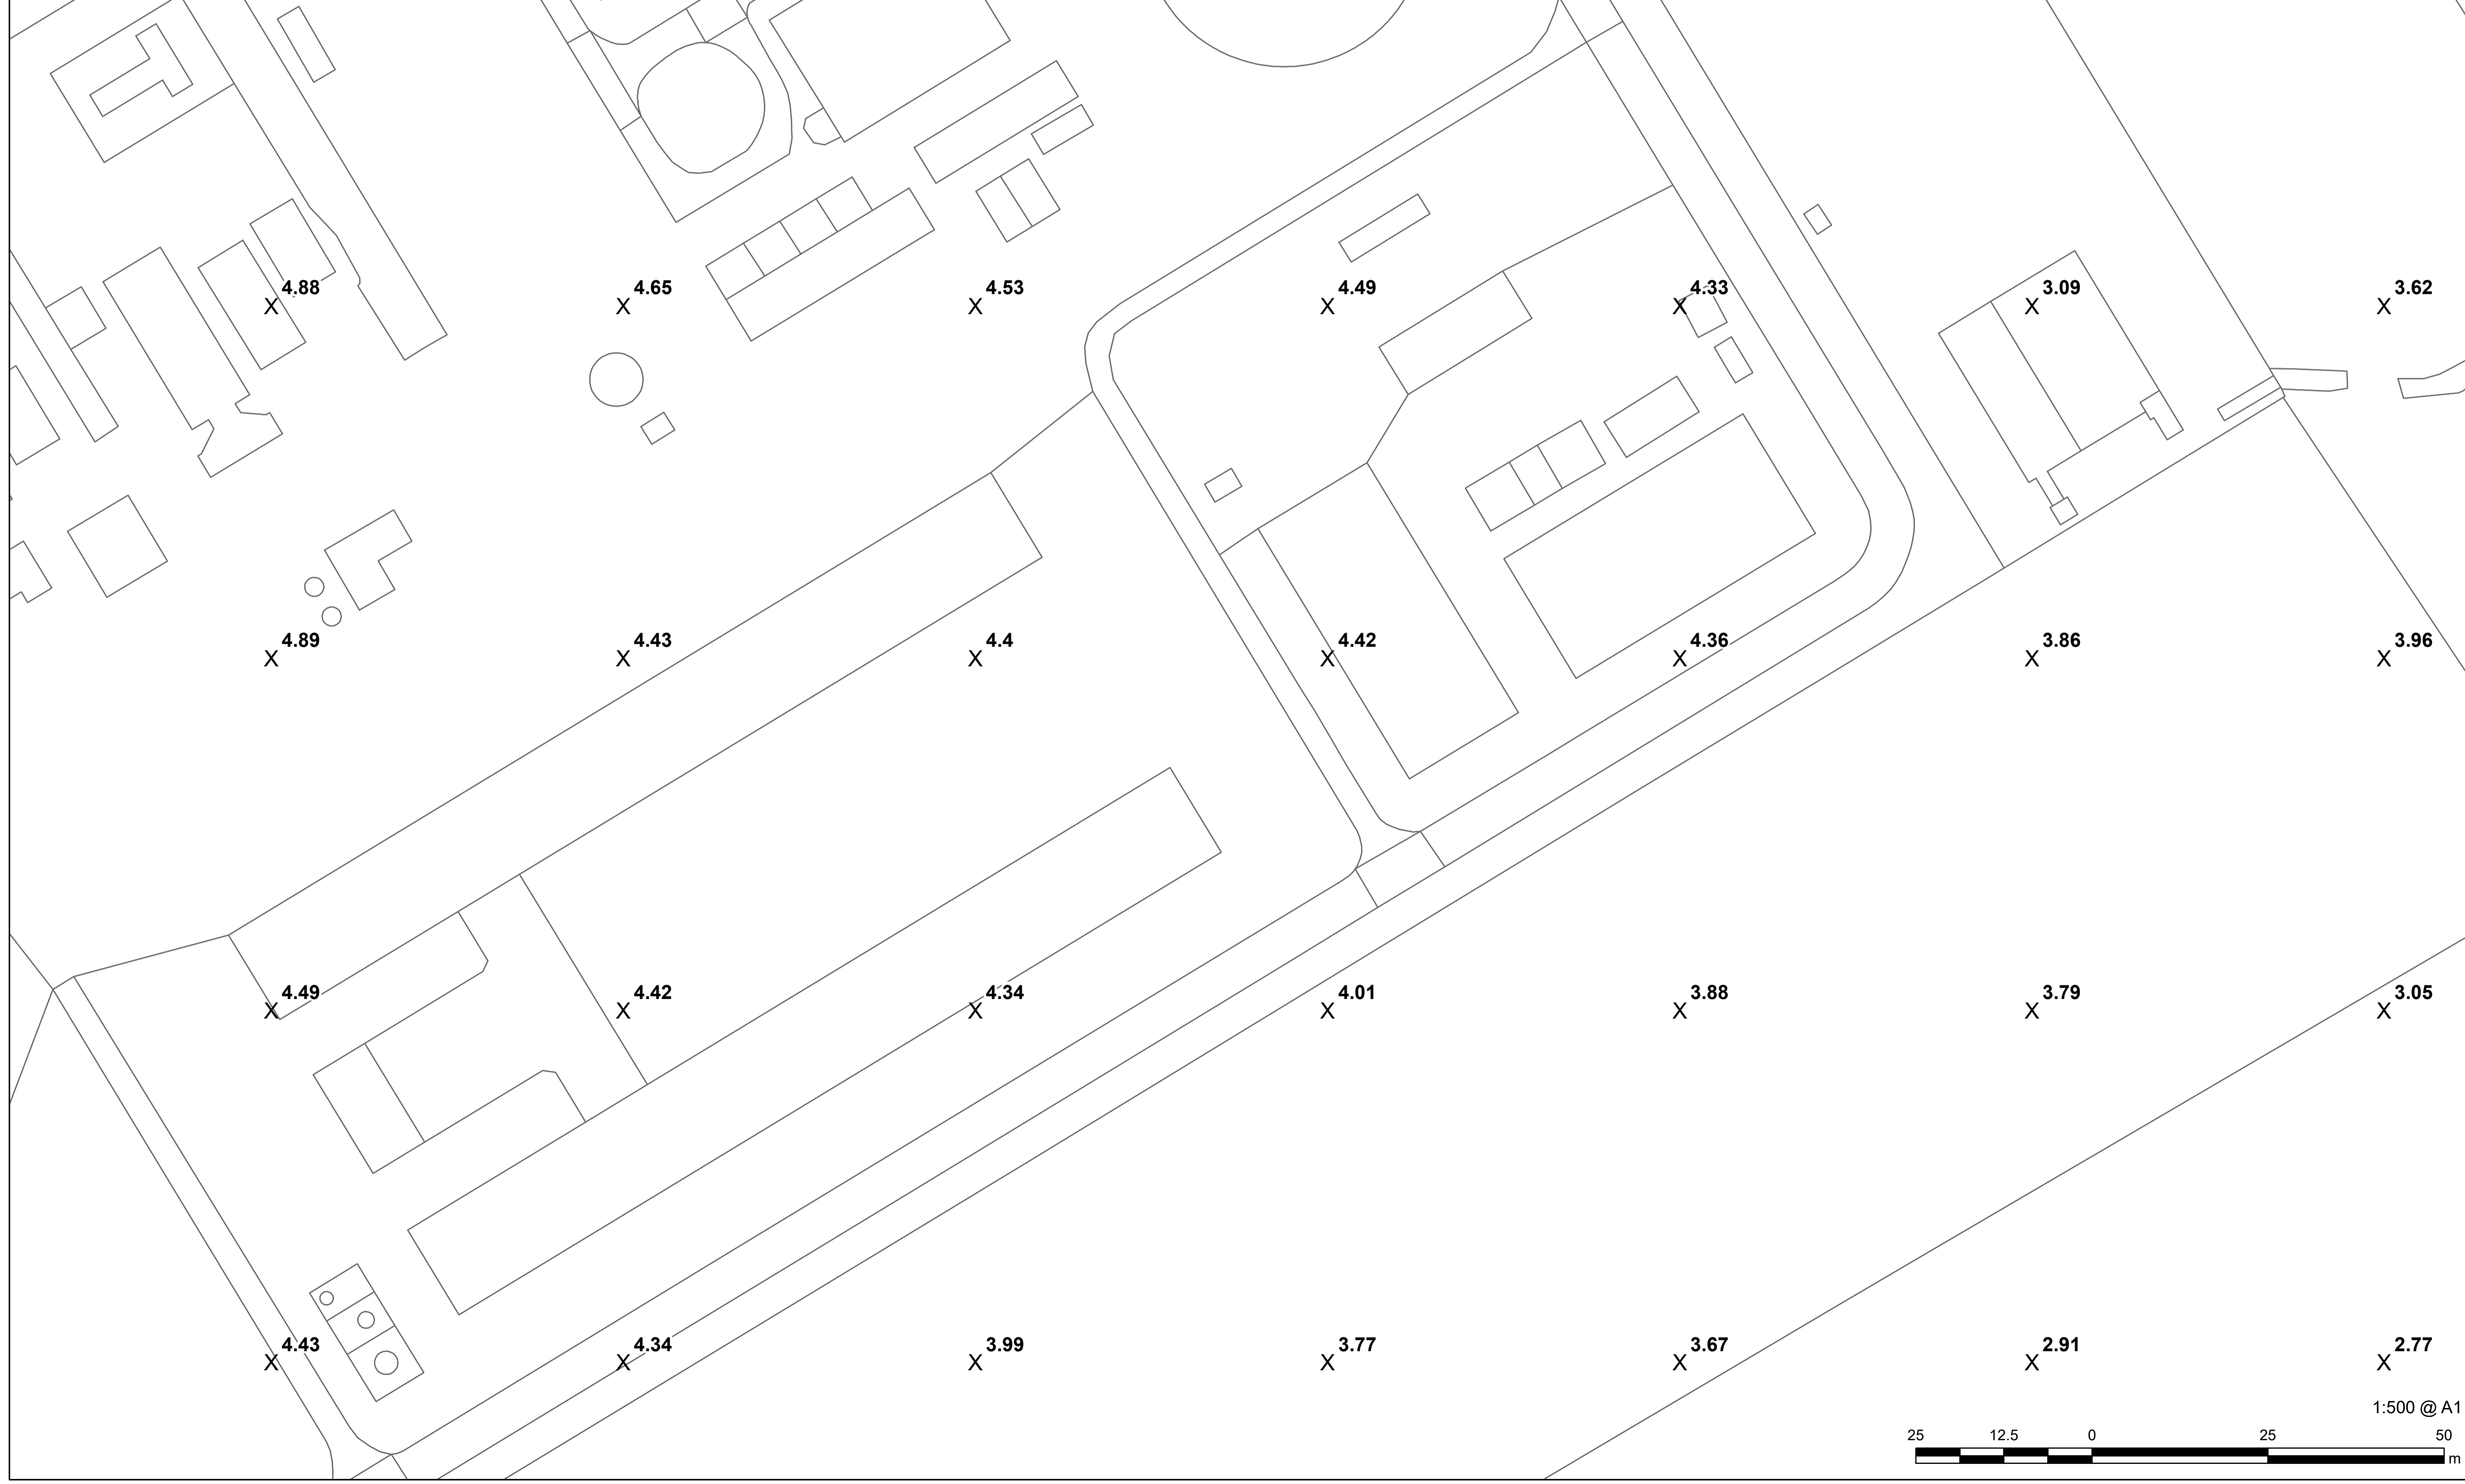 4.88 4.65 4.53 4.49 4.33 3.09 3.62
X X X X X X X
4.89 4.43 4.4 4.42 4.36 3.86 3.96
X X X X X X X
4.49 4.42 4.34 4.01 3.88 3.79 3.05
X X X X X X X
4.43 4.34 3.99 3.77 3.67 2.91 2.77
X X X X X X X
1:500 @ A1
25 12.5 0 25 50
m